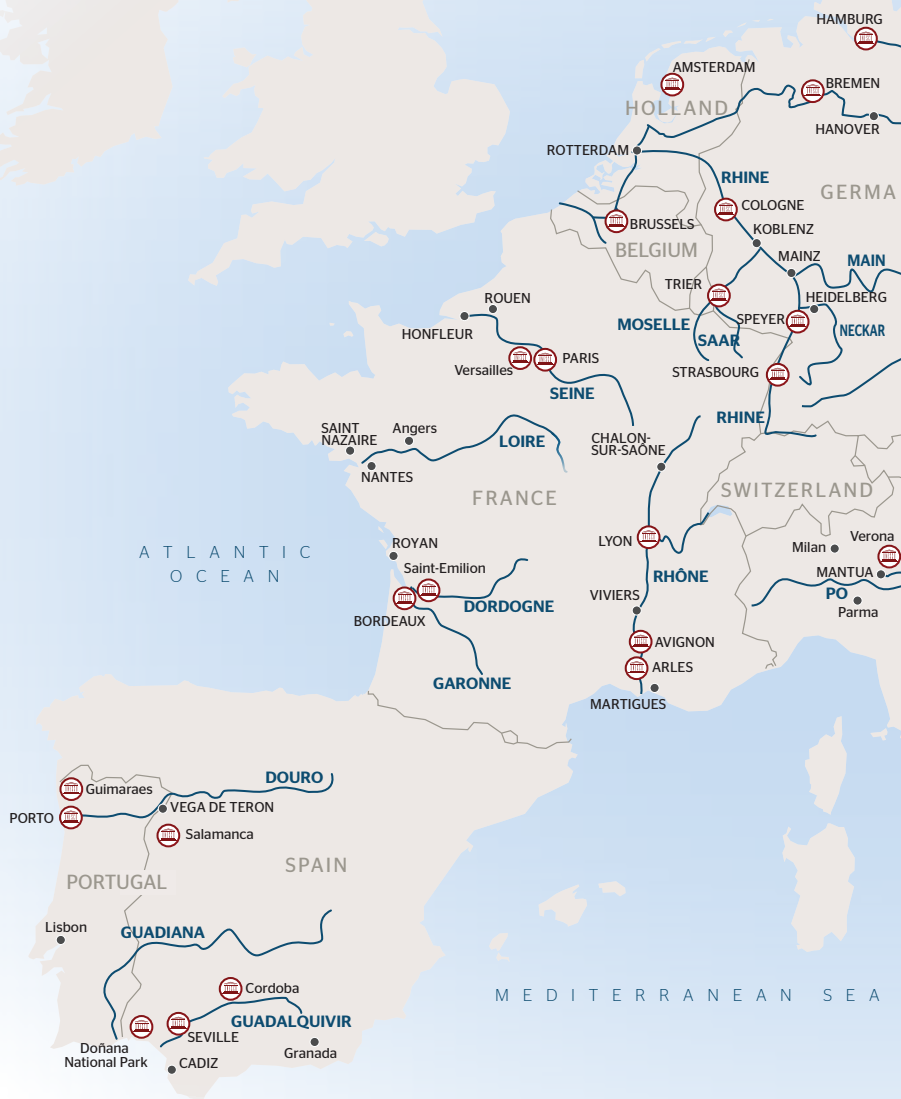 HAMBURG
AMSTERDAM
BREMEN
HOLLAND
HANOVER
ROTTERDAM
RHINE
GERMA
COLOGNE
BRUSSELS
KOBLENZ
BELGIUM
MAINZ
MAIN
TRIER
ROUEN
HEIDELBERG
HONFLEUR
MOSELLE
SPEYER
NECKAR
SAAR
Versailles
PARIS
STRASBOURG
SEINE
RHINE
SAINT
NAZAIRE
Angers
LOIRE
CHALON-
SUR-SAÔNE
NANTES
FRANCE
SWITZERLAND
ATLANTIC
OCEAN
ROYAN
LYON
Milan
Verona
Saint-Emilion
RHÔNE
MANTUA
DORDOGNE
VIVIERS
PO
Parma
BORDEAUX
AVIGNON
ARLES
GARONNE
MARTIGUES
DOURO
Guimaraes
PORTO
VEGA DE TERON
Salamanca
SPAIN
PORTUGAL
Lisbon
GUADIANA
Cordoba
MEDITERRANEAN SEA
GUADALQUIVIR
SEVILLE
Doñana
National Park
Granada
CADIZ